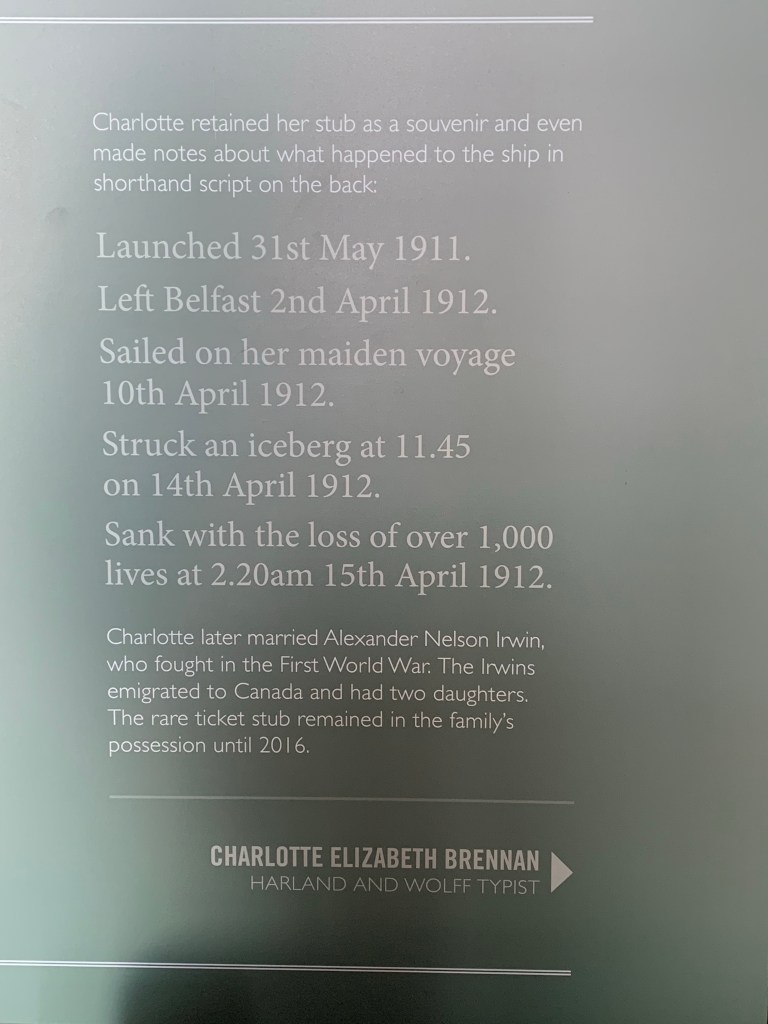 Charlotte retained her stub as a souvenir and even
made notes about what happened to the ship in
shorthand script on the back:
Launched 31st May 1911.
Left Belfast 2nd April 1912.
Sailed on her maiden voyage
10th April 1912.
Struck an iceberg at 11.45
on 14th April 1912.
Sank with the loss of over 1,000
lives at 2.20am 15th April 1912.
Charlotte later married Alexander Nelson Irwin,
who fought in the First World War. The Irwins
emigrated to Canada and had two daughters.
The rare ticket stub remained in the family's
possession until 2016.
CHARLOTTE ELIZABETH BRENNAN
HARLAND AND WOLFF TYPIST